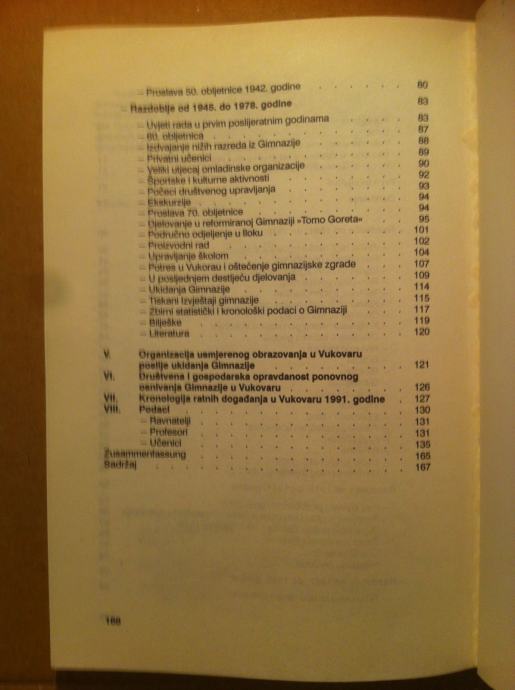 – Proslava 50. obljetnice 1942. godine . . . . . . 80
– Razdoblje od 1945. do 1978. godine . . . . . . 83
– Uvjeti rada u prvim poslijeratnim godinama . . . . 83
– 60. obljetnica . . . . . . . . . . . . 87
– Izdvajanje nižih razreda iz Gimnazije . . . . . . 88
– Privatni učenici . . . . . . . . . . . 89
– Veliki utjecaj omladinske organizacije . . . . . . 90
– Športske i kulturne aktivnosti . . . . . . . . 92
– Počeci društvenog upravljanja . . . . . . . . 93
– Ekskurzije . . . . . . . . . . . . . 94
– Proslava 70. obljetnice . . . . . . . . . 94
– Djelovanje u reformiranoj Gimnaziji »Tomo Goreta« . . . 95
– Područno odjeljenje u Iloku . . . . . . . . 101
– Proizvodni rad . . . . . . . . . . . 102
– Upravljanje školom . . . . . . . . . . 104
– Potres u Vukorau i oštećenje gimnazijske zgrade . . . 107
– U posljednjem destljeću djelovanja . . . . . . 109
– Ukidanja Gimnazije . . . . . . . . . . 114
– Tiskani Izvještaji gimnazije . . . . . . . . 115
– Zbirni statistički i kronološki podaci o Gimnaziji . . . 117
– Bilješke . . . . . . . . . . . . . 119
– Literatura . . . . . . . . . . . . . 120
V. Organizacija usmjerenog obrazovanja u Vukovaru
poslije ukidanja Gimnazije . . . . . . . . . 121
VI. Društvena i gospodarska opravdanost ponovnog
osnivanja Gimnazije u Vukovaru . . . . . . . 126
VII. Kronologija ratnih događanja u Vukovaru 1991. godine . 127
VIII. Podaci . . . . . . . . . . . . . . 130
– Ravnatelji . . . . . . . . . . . . . 131
– Profesori . . . . . . . . . . . . . 131
– Učenici . . . . . . . . . . . . . . 135
Zusammenfassung . . . . . . . . . . . . 165
Sadržaj . . . . . . . . . . . . . . . 167
168